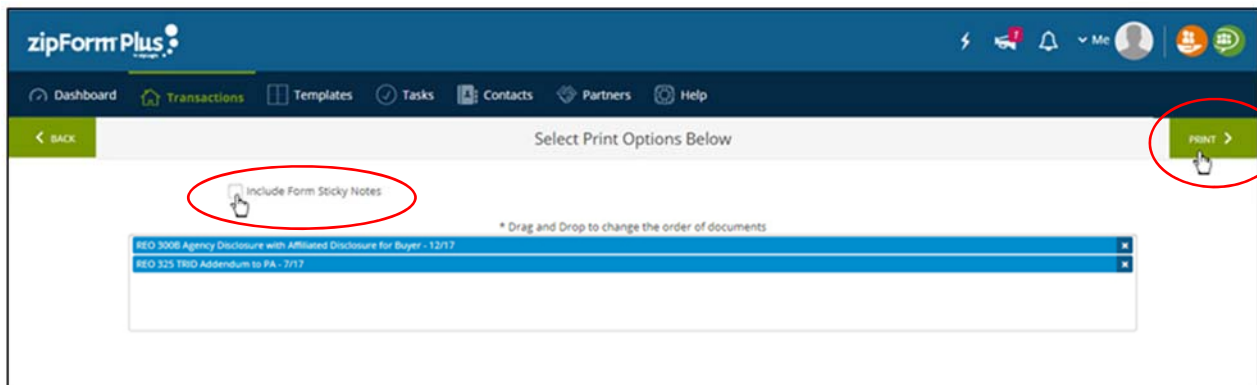 zipForm Plus
1 Me
Dashboard Transactions Templates Tasks Contacts Partners Help
BACK Select Print Options Below PRINT
Include Form Sticky Notes
* Drag and Drop to change the order of documents
REO 300B Agency Disclosure with Affiliated Disclosure for Buyer - 12/17
REO 325 TRID Addendum to PA - 7/17